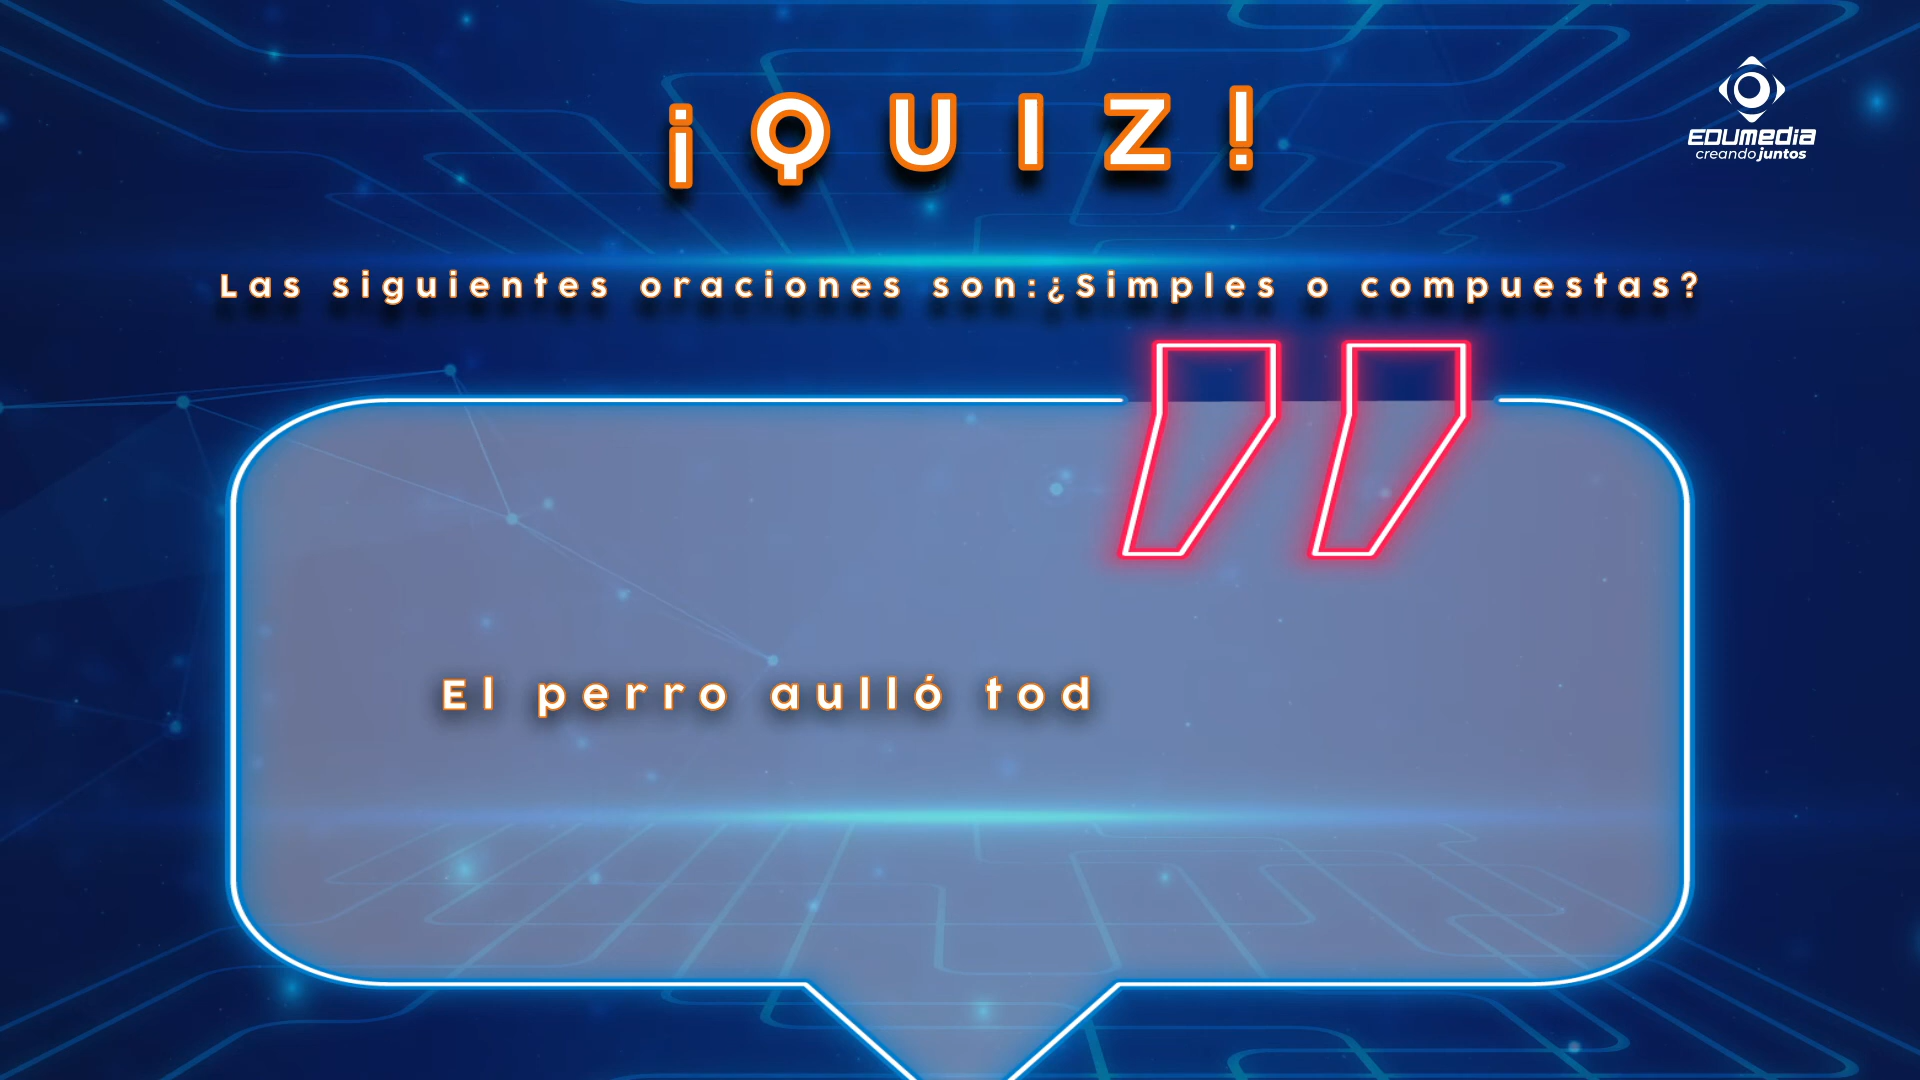 ¡QUIZ!
EDUMedia
creando juntos
Las siguientes oraciones son:¿Simples o compuestas?
El perro aulló tod